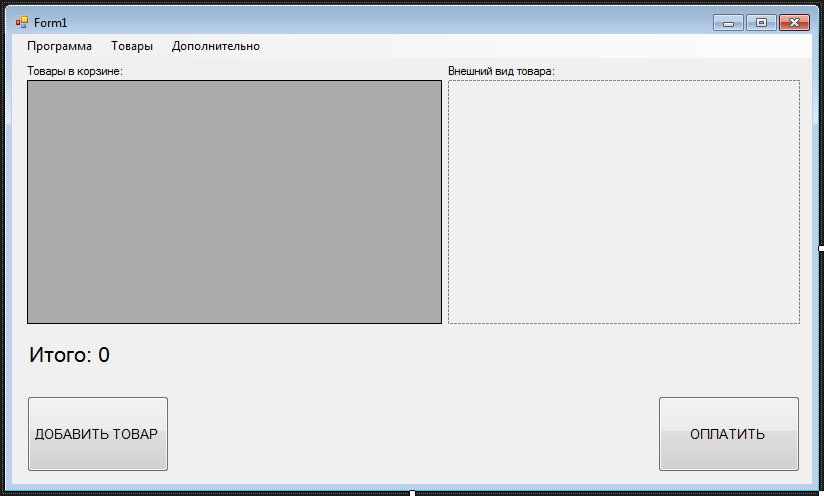 Form1
Программа Товары Дополнительно
Товары в корзине: Внешний вид товара:
Итого: 0
ДОБАВИТЬ ТОВАР ОПЛАТИТЬ